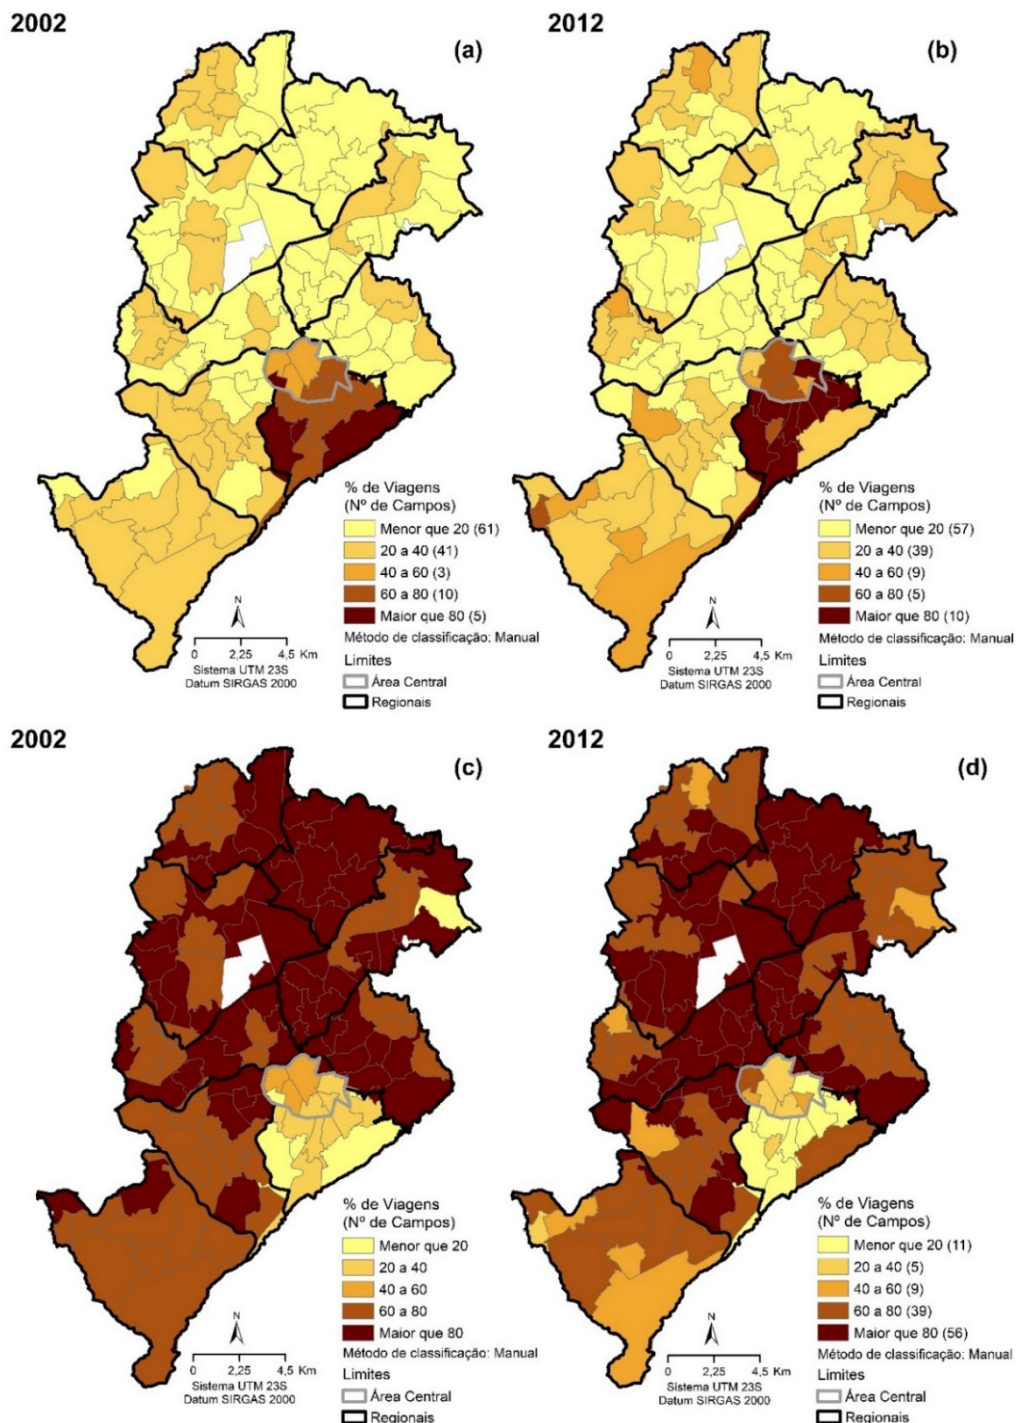 2002
(a)
% de Viagens
(Nº de Campos)
Menor que 20 (61)
20 a 40 (41)
40 a 60 (3)
60 a 80 (10)
Maior que 80 (5)
Método de classificação: Manual
Limites
Área Central
Regionais
N
0 2,25 4,5 Km
Sistema UTM 23S
Datum SIRGAS 2000
2012
(b)
% de Viagens
(Nº de Campos)
Menor que 20 (57)
20 a 40 (39)
40 a 60 (9)
60 a 80 (5)
Maior que 80 (10)
Método de classificação: Manual
Limites
Área Central
Regionais
N
0 2,25 4,5 Km
Sistema UTM 23S
Datum SIRGAS 2000
2002
(c)
% de Viagens
(Nº de Campos)
Menor que 20
20 a 40
40 a 60
60 a 80
Maior que 80
Método de classificação: Manual
Limites
Área Central
Regionais
N
0 2,25 4,5 Km
Sistema UTM 23S
Datum SIRGAS 2000
2012
(d)
% de Viagens
(Nº de Campos)
Menor que 20 (11)
20 a 40 (5)
40 a 60 (9)
60 a 80 (39)
Maior que 80 (56)
Método de classificação: Manual
Limites
Área Central
Regionais
N
0 2,25 4,5 Km
Sistema UTM 23S
Datum SIRGAS 2000